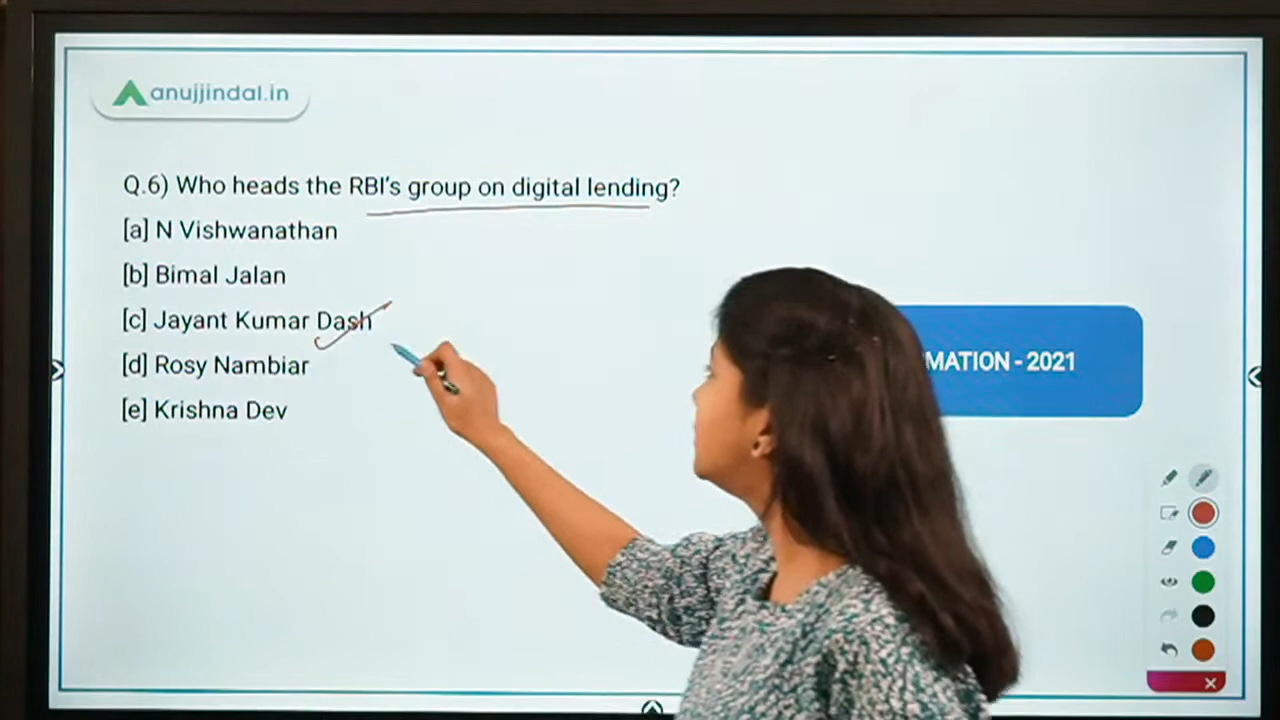 anujjindal.in
Q.6) Who heads the RBI's group on digital lending?
[a] N Vishwanathan
[b] Bimal Jalan
[c] Jayant Kumar Dash
[d] Rosy Nambiar
[e] Krishna Dev
MATION - 2021